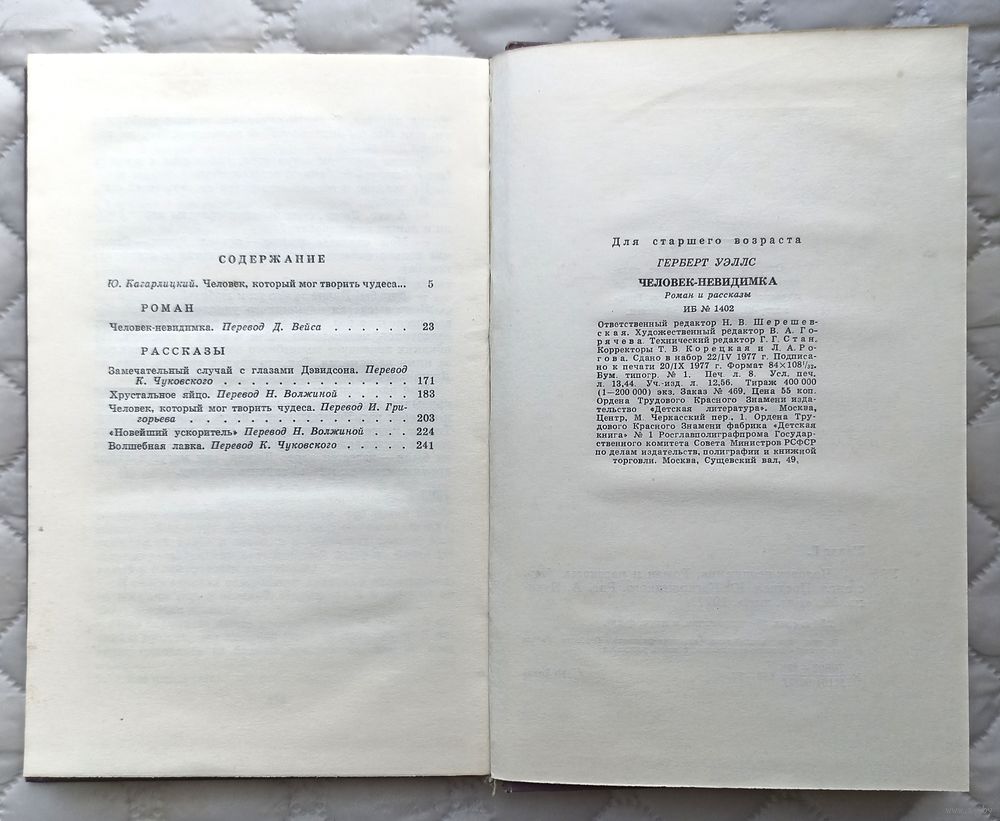 СОДЕРЖАНИЕ
Ю. Кагарлицкий. Человек, который мог творить чудеса... 5
РОМАН
Человек-невидимка. Перевод Д. Вейса . . . . . . 23
РАССКАЗЫ
Замечательный случай с глазами Дэвидсона. Перевод
К. Чуковского . . . . . . . . . . . . . . 171
Хрустальное яйцо. Перевод Н. Волжиной . . . . . 183
Человек, который мог творить чудеса. Перевод И. Гри-
горьева . . . . . . . . . . . . . . . . 203
«Новейший ускоритель» Перевод Н. Волжиной . . . 224
Волшебная лавка. Перевод К. Чуковского . . . . . 241
Для старшего возраста
ГЕРБЕРТ УЭЛЛС
ЧЕЛОВЕК-НЕВИДИМКА
Роман и рассказы
ИБ № 1402
Ответственный редактор Н. В. Шерешев-
ская. Художественный редактор В. А. Го-
рячева. Технический редактор Г. Г. Стан.
Корректоры Т. В. Корецкая и Л. А. Ро-
гова. Сдано в набор 22/IV 1977 г. Подписа-
но к печати 20/IX 1977 г. Формат 84×108¹/₃₂.
Бум. типогр. № 1. Печ л. 8. Усл. печ.
л. 13,44. Уч.-изд. л. 12,56. Тираж 400 000
(1—200 000) экз. Заказ № 469. Цена 55 коп.
Ордена Трудового Красного Знамени изда-
тельство «Детская литература». Москва,
Центр, М. Черкасский пер., 1. Ордена Тру-
дового Красного Знамени фабрика «Детская
книга» № 1 Росглавполиграфпрома Государ-
ственного комитета Совета Министров РСФСР
по делам издательств, полиграфии и книжной
торговли. Москва, Сущевский вал, 49.